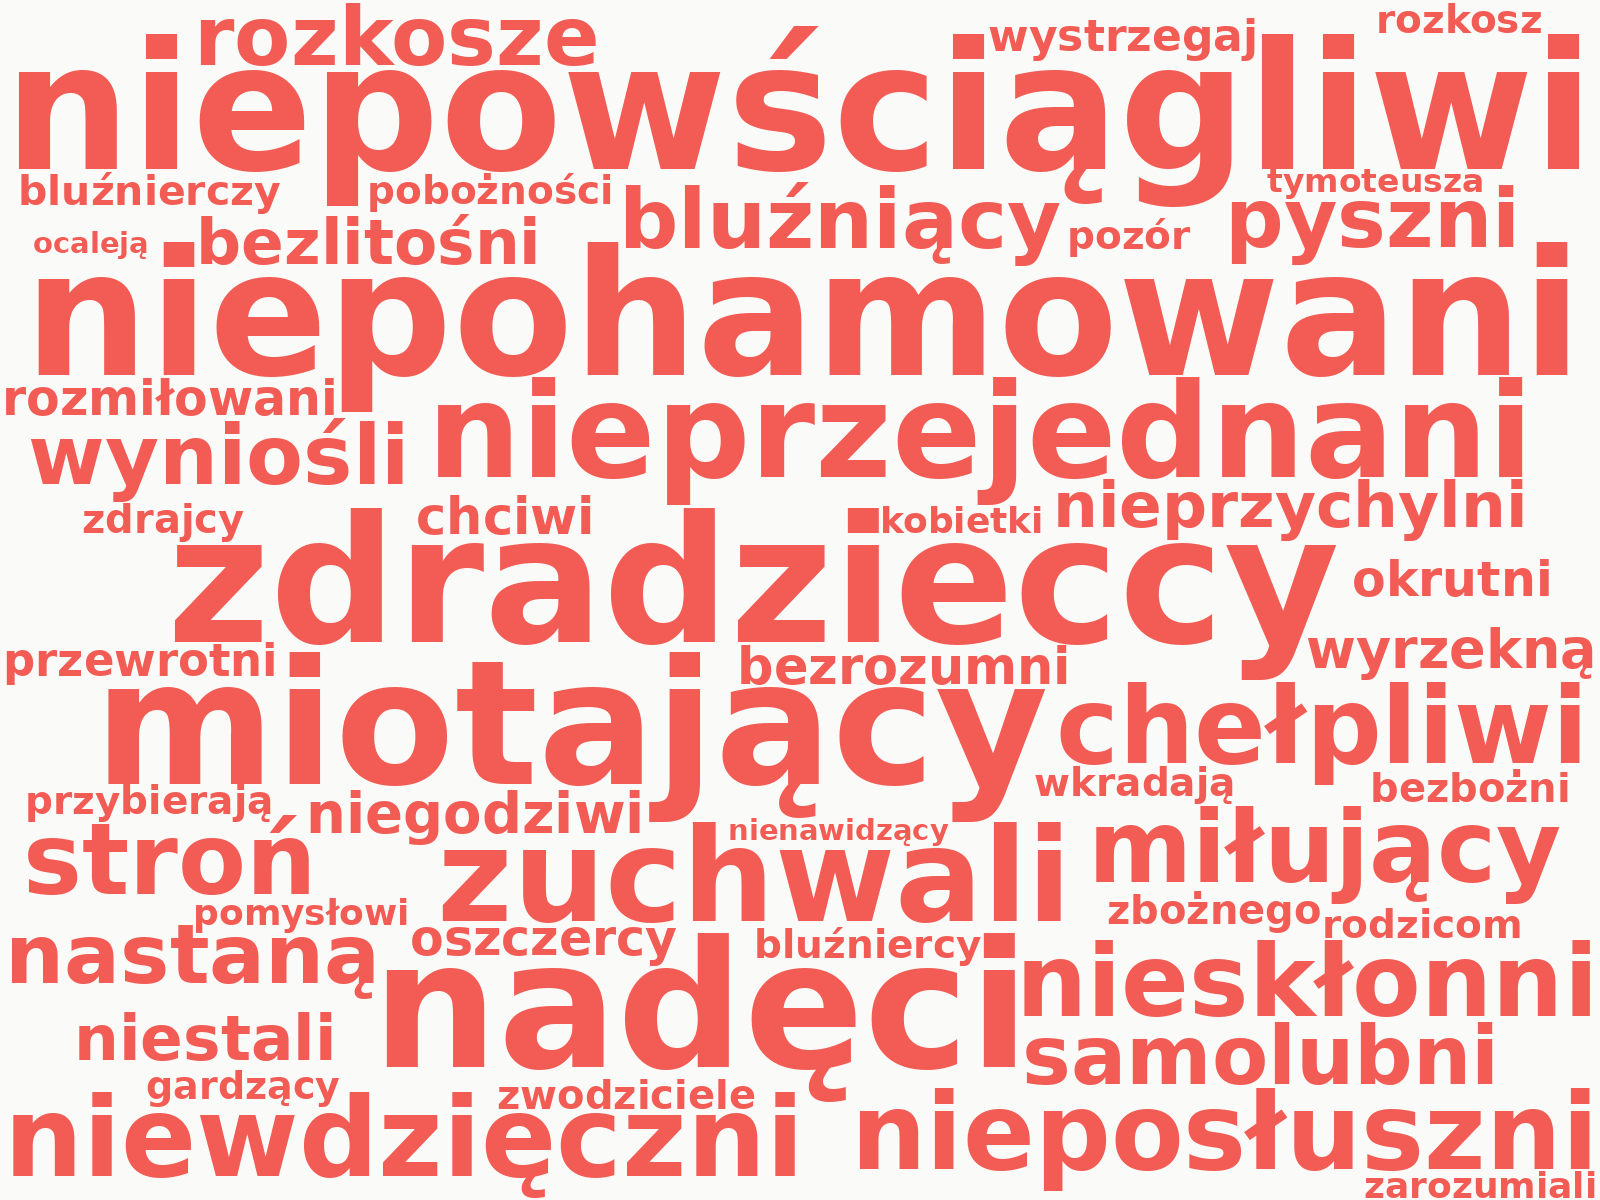 rozkosze
wystrzegaj
rozkosz
niepowściągliwi
bluźnierczy
pobożności
tymoteusza
bluźniący
pyszni
ocaleją
bezlitośni
pozór
niepohamowani
rozmiłowani
nieprzejednani
wyniośli
zdrajcy
chciwi
kobietki
nieprzychylni
zdradzieccy
okrutni
przewrotni
bezrozumni
wyrzekną
miotający
chełpliwi
przybierają
niegodziwi
wkradają
bezbożni
stroń
nienawidzący
zuchwali
miłujący
pomysłowi
zbożnego
rodzicom
nastaną
oszczercy
bluźniercy
nadęci
nieskłonni
niestali
samolubni
gardzący
zwodziciele
niewdzięczni
nieposłuszni
zarozumiali